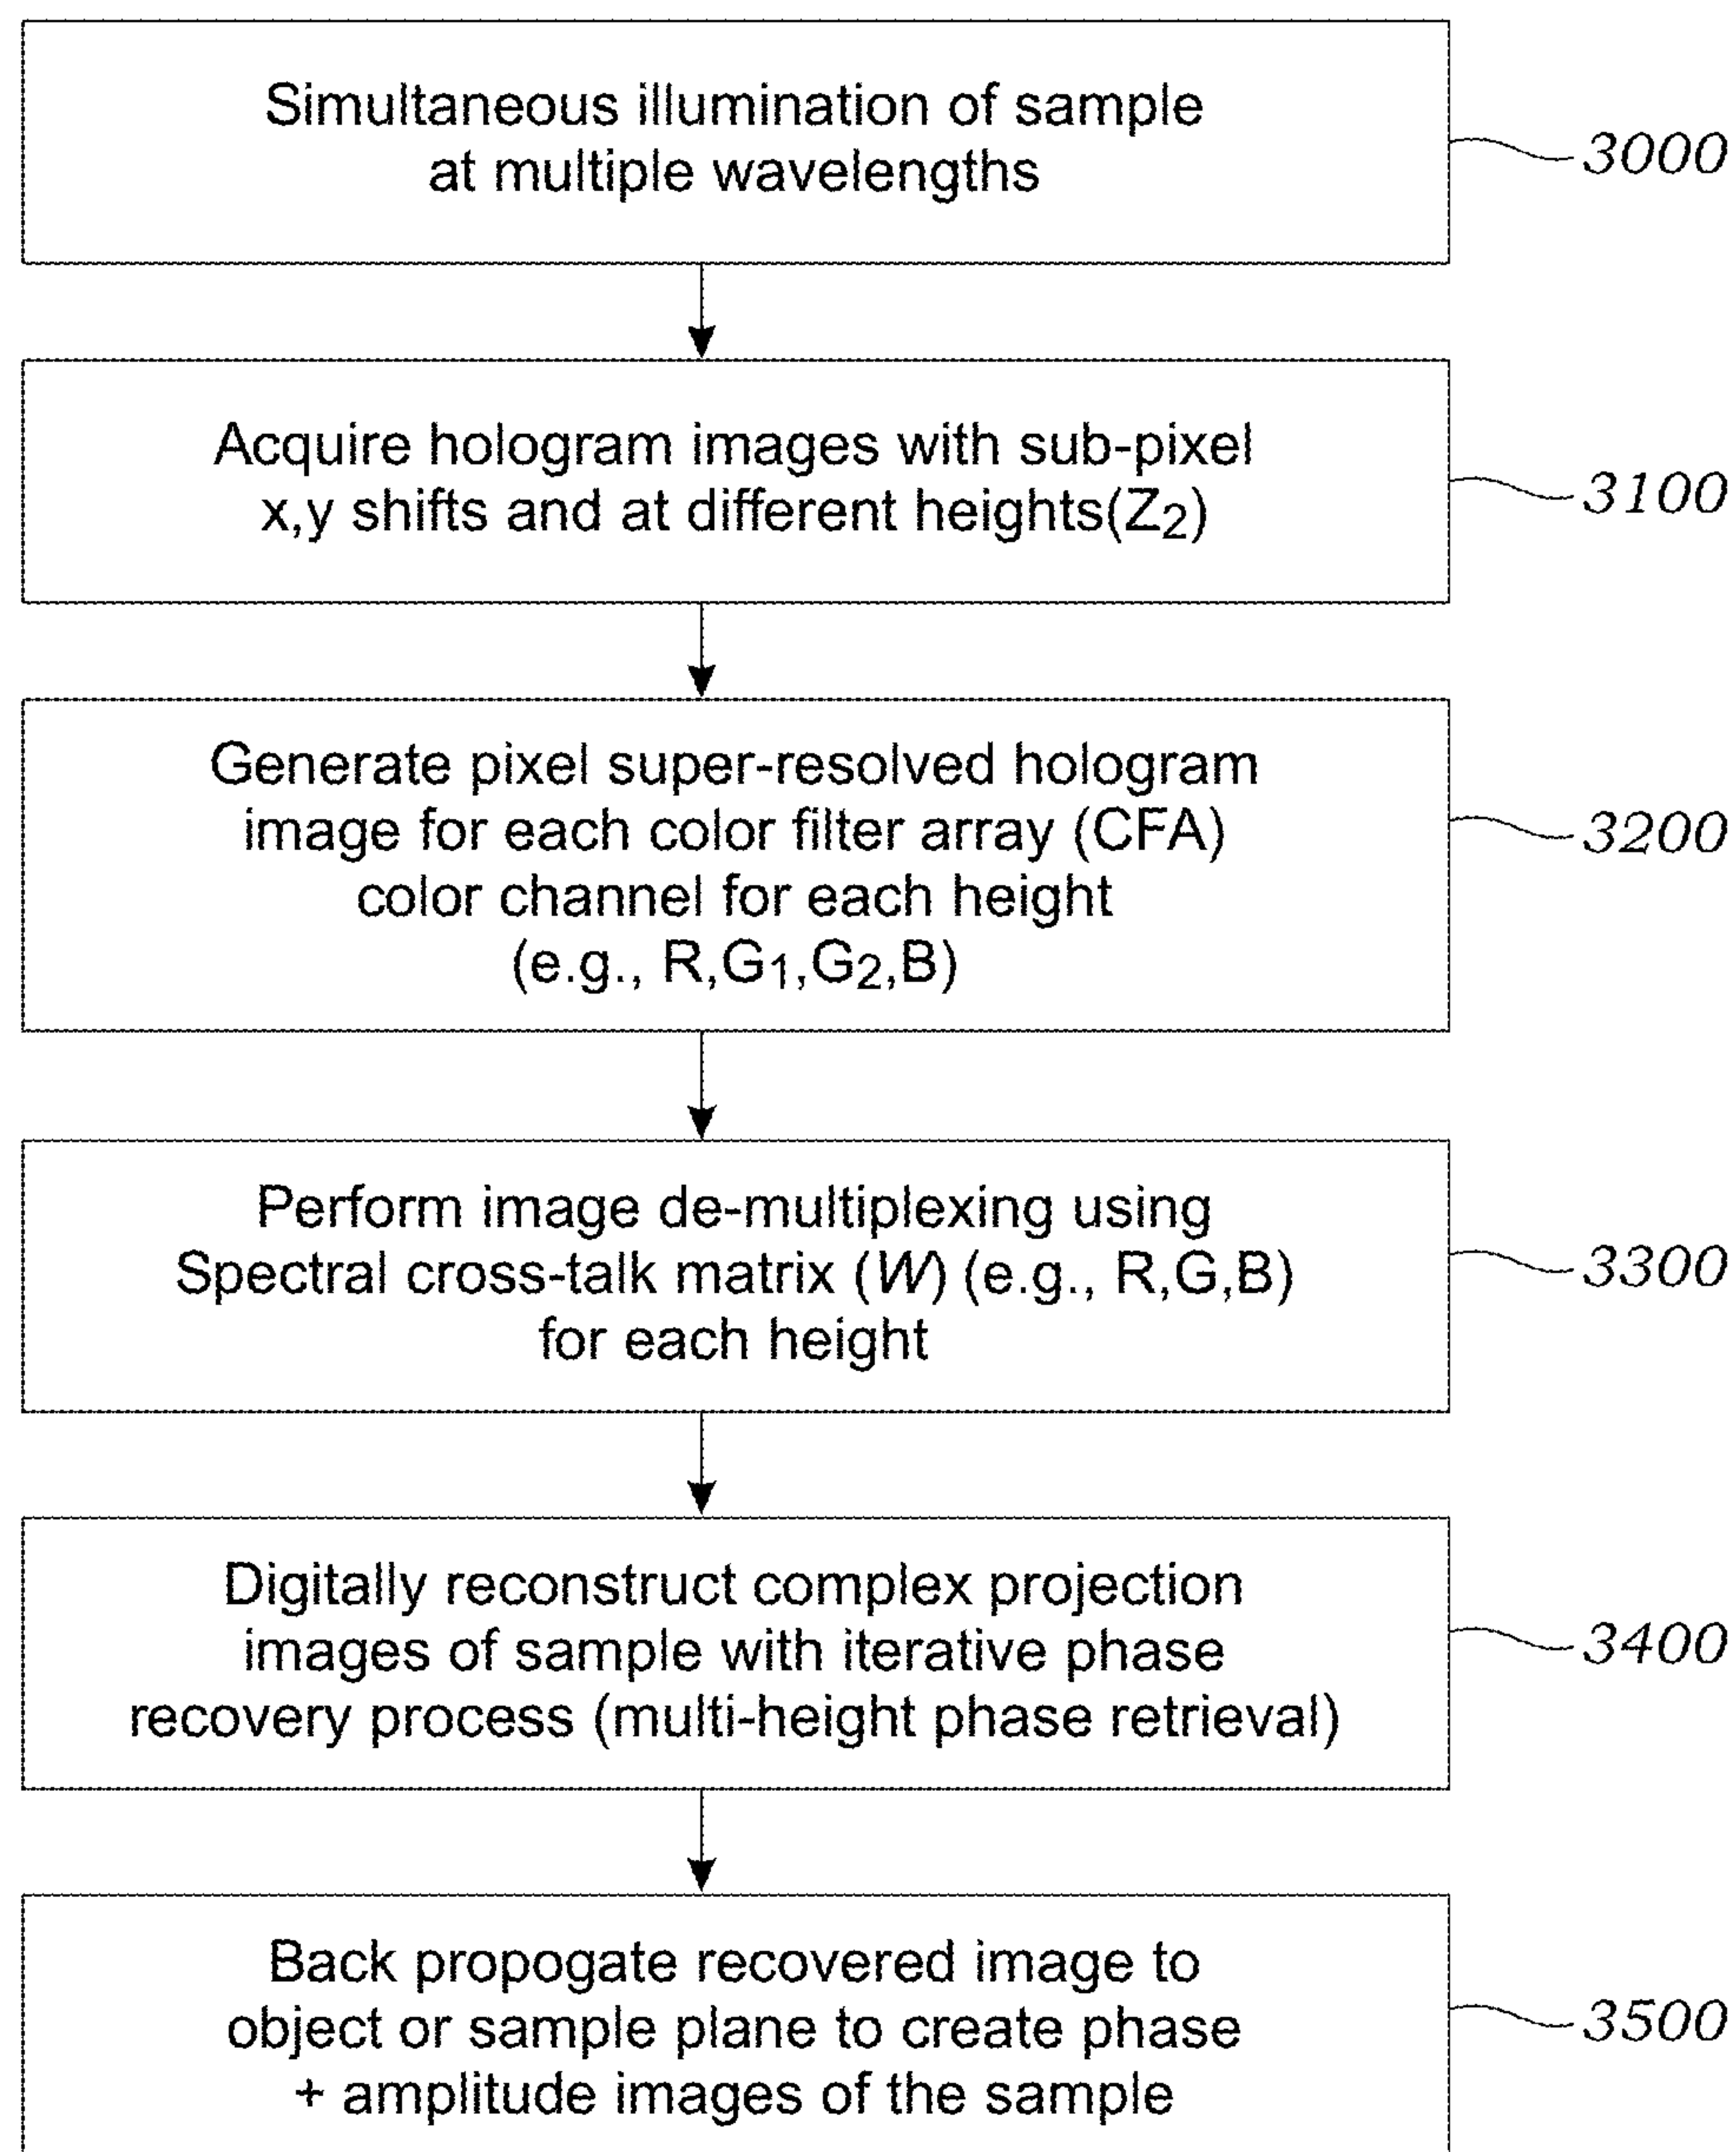 Simultaneous illumination of sample
at multiple wavelengths
3000
Acquire hologram images with sub-pixel
x,y shifts and at different heights(Z2)
3100
Generate pixel super-resolved hologram
image for each color filter array (CFA)
color channel for each height
(e.g., R,G1,G2,B)
3200
Perform image de-multiplexing using
Spectral cross-talk matrix (W) (e.g., R,G,B)
for each height
3300
Digitally reconstruct complex projection
images of sample with iterative phase
recovery process (multi-height phase retrieval)
3400
Back propogate recovered image to
object or sample plane to create phase
+ amplitude images of the sample
3500